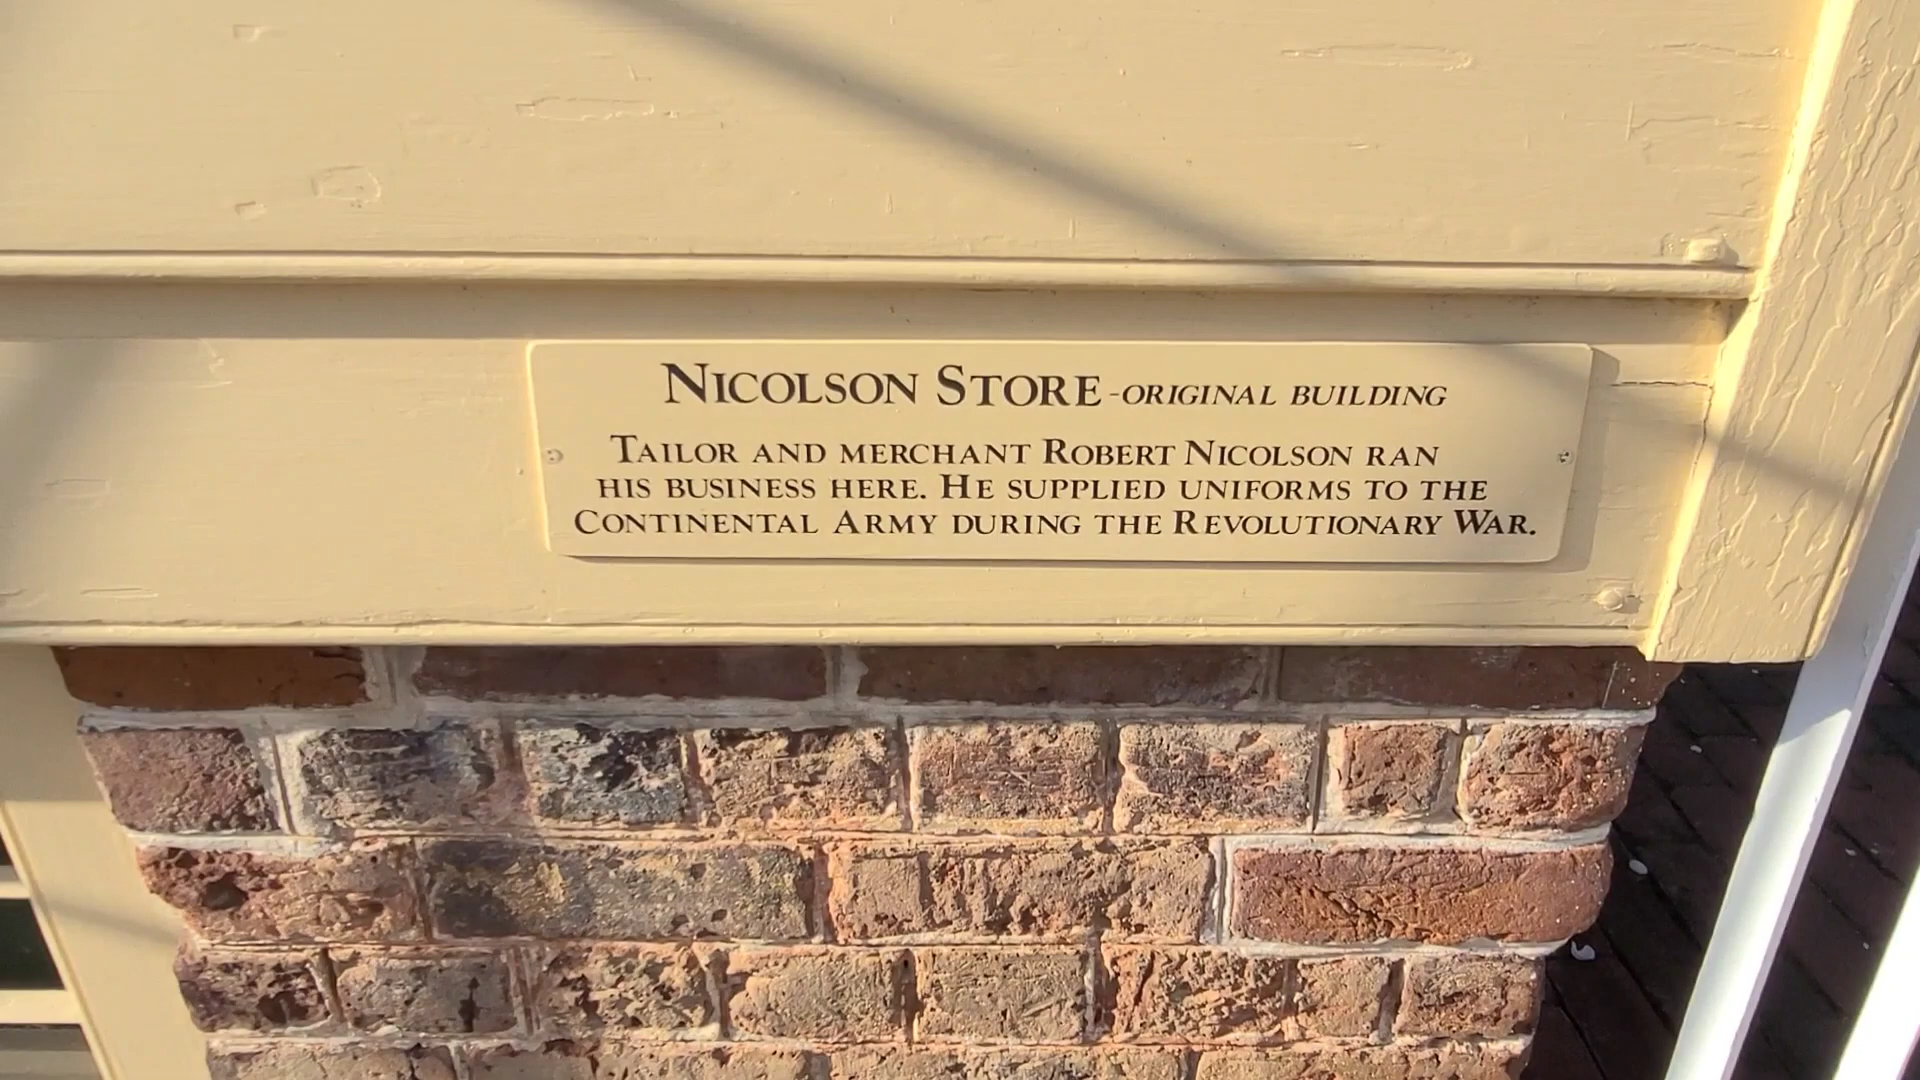 NICOLSON STORE -ORIGINAL BUILDING
TAILOR AND MERCHANT ROBERT NICOLSON RAN
HIS BUSINESS HERE. HE SUPPLIED UNIFORMS TO THE
CONTINENTAL ARMY DURING THE REVOLUTIONARY WAR.